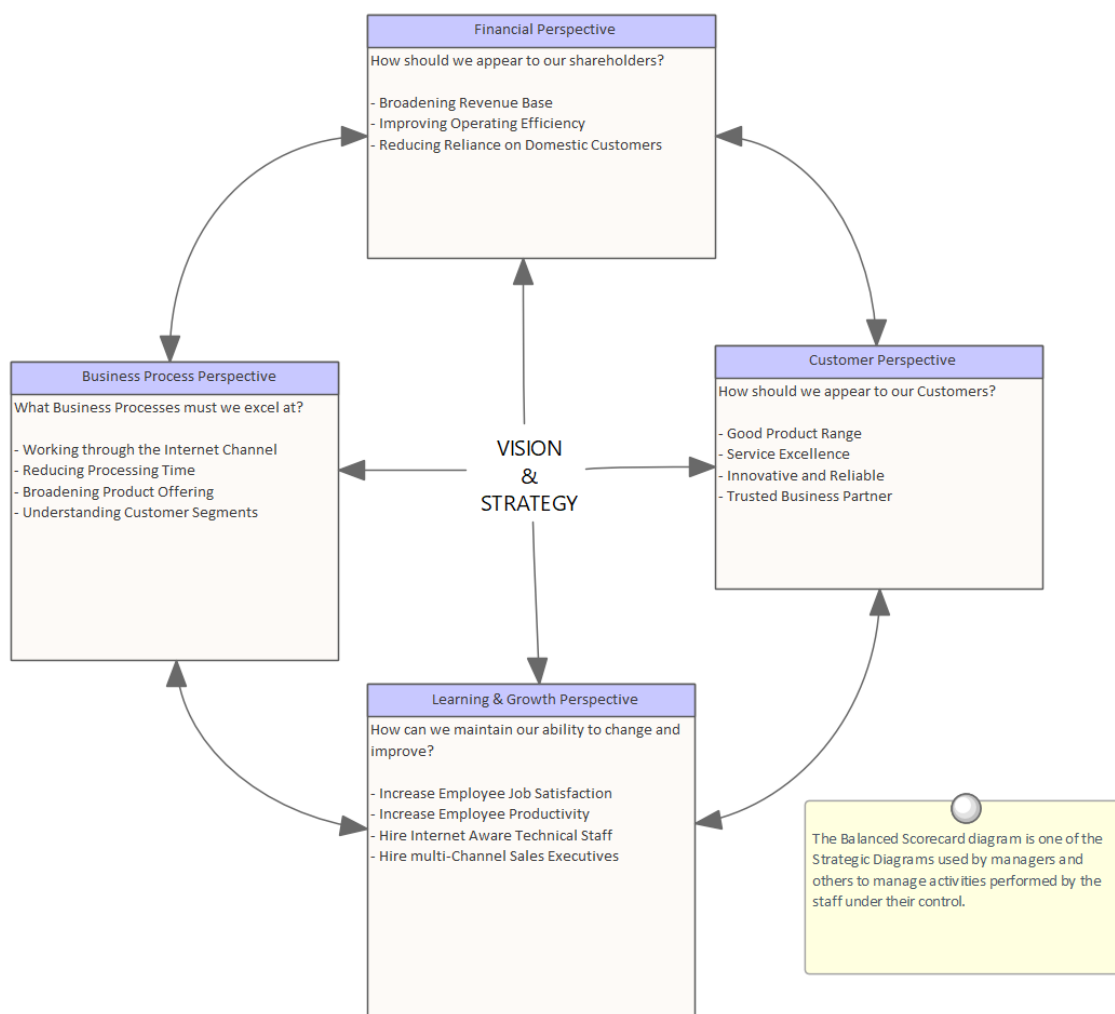 Financial Perspective
How should we appear to our shareholders?
- Broadening Revenue Base
- Improving Operating Efficiency
- Reducing Reliance on Domestic Customers
Business Process Perspective
What Business Processes must we excel at?
- Working through the Internet Channel
- Reducing Processing Time
- Broadening Product Offering
- Understanding Customer Segments
VISION
&
STRATEGY
Customer Perspective
How should we appear to our Customers?
- Good Product Range
- Service Excellence
- Innovative and Reliable
- Trusted Business Partner
Learning & Growth Perspective
How can we maintain our ability to change and
improve?
- Increase Employee Job Satisfaction
- Increase Employee Productivity
- Hire Internet Aware Technical Staff
- Hire multi-Channel Sales Executives
The Balanced Scorecard diagram is one of the
Strategic Diagrams used by managers and
others to manage activities performed by the
staff under their control.